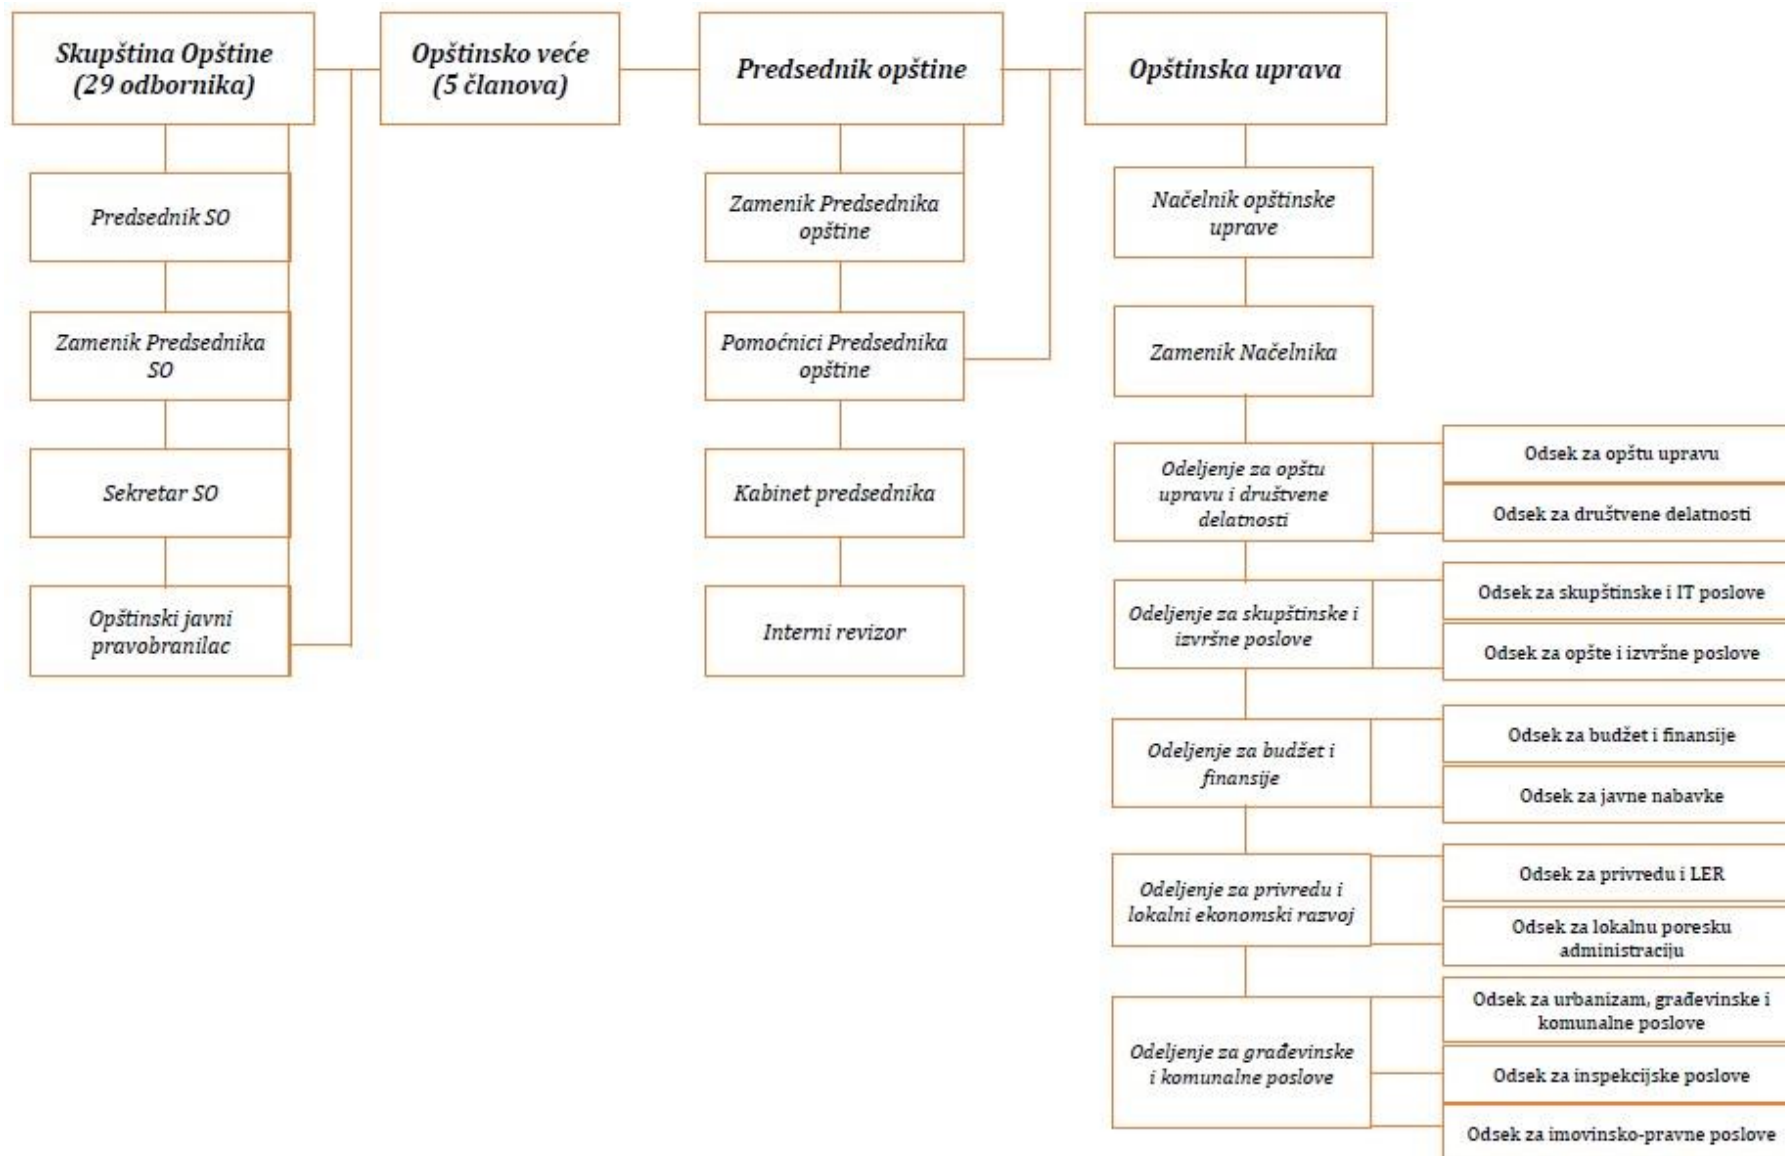 Skupština Opštine
(29 odbornika)
Opštinsko veće
(5 članova)
Predsednik opštine
Opštinska uprava
Predsednik SO
Zamenik Predsednika
SO
Sekretar SO
Opštinski javni
pravobranilac
Zamenik Predsednika
opštine
Pomoćnici Predsednika
opštine
Kabinet predsednika
Interni revizor
Načelnik opštinske
uprave
Zamenik Načelnika
Odeljenje za opštu
upravu i društvene
delatnosti
Odsek za opštu upravu
Odsek za društvene delatnosti
Odeljenje za skupštinske i
izvršne poslove
Odsek za skupštinske i IT poslove
Odsek za opšte i izvršne poslove
Odeljenje za budžet i
finansije
Odsek za budžet i finansije
Odsek za javne nabavke
Odeljenje za privredu i
lokalni ekonomski razvoj
Odsek za privredu i LER
Odsek za lokalnu poresku
administraciju
Odeljenje za građevinske
i komunalne poslove
Odsek za urbanizam, građevinske i
komunalne poslove
Odsek za inspekcijske poslove
Odsek za imovinsko-pravne poslove